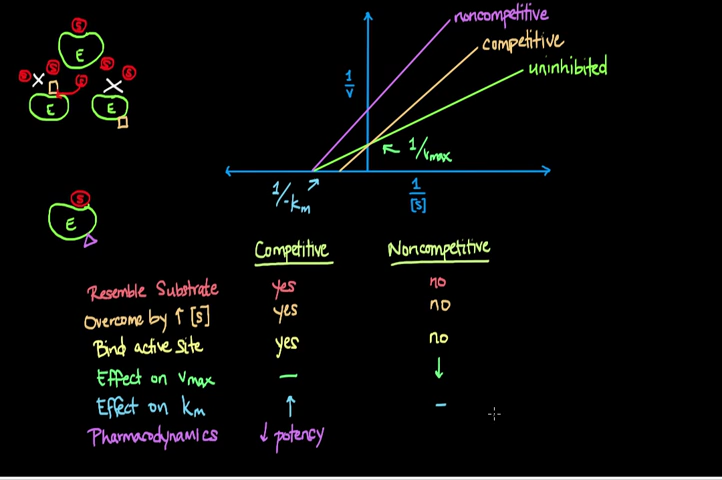 S
E
S
S
S
S
S
E
E
S
E
noncompetitive
competitive
uninhibited
1/v
1/vmax
1/-km
1/[S]
Competitive Noncompetitive
Resemble Substrate yes no
Overcome by ↑ [S] yes no
Bind active site yes no
Effect on vmax — ↓
Effect on km ↑ –
Pharmacodynamics ↓ potency